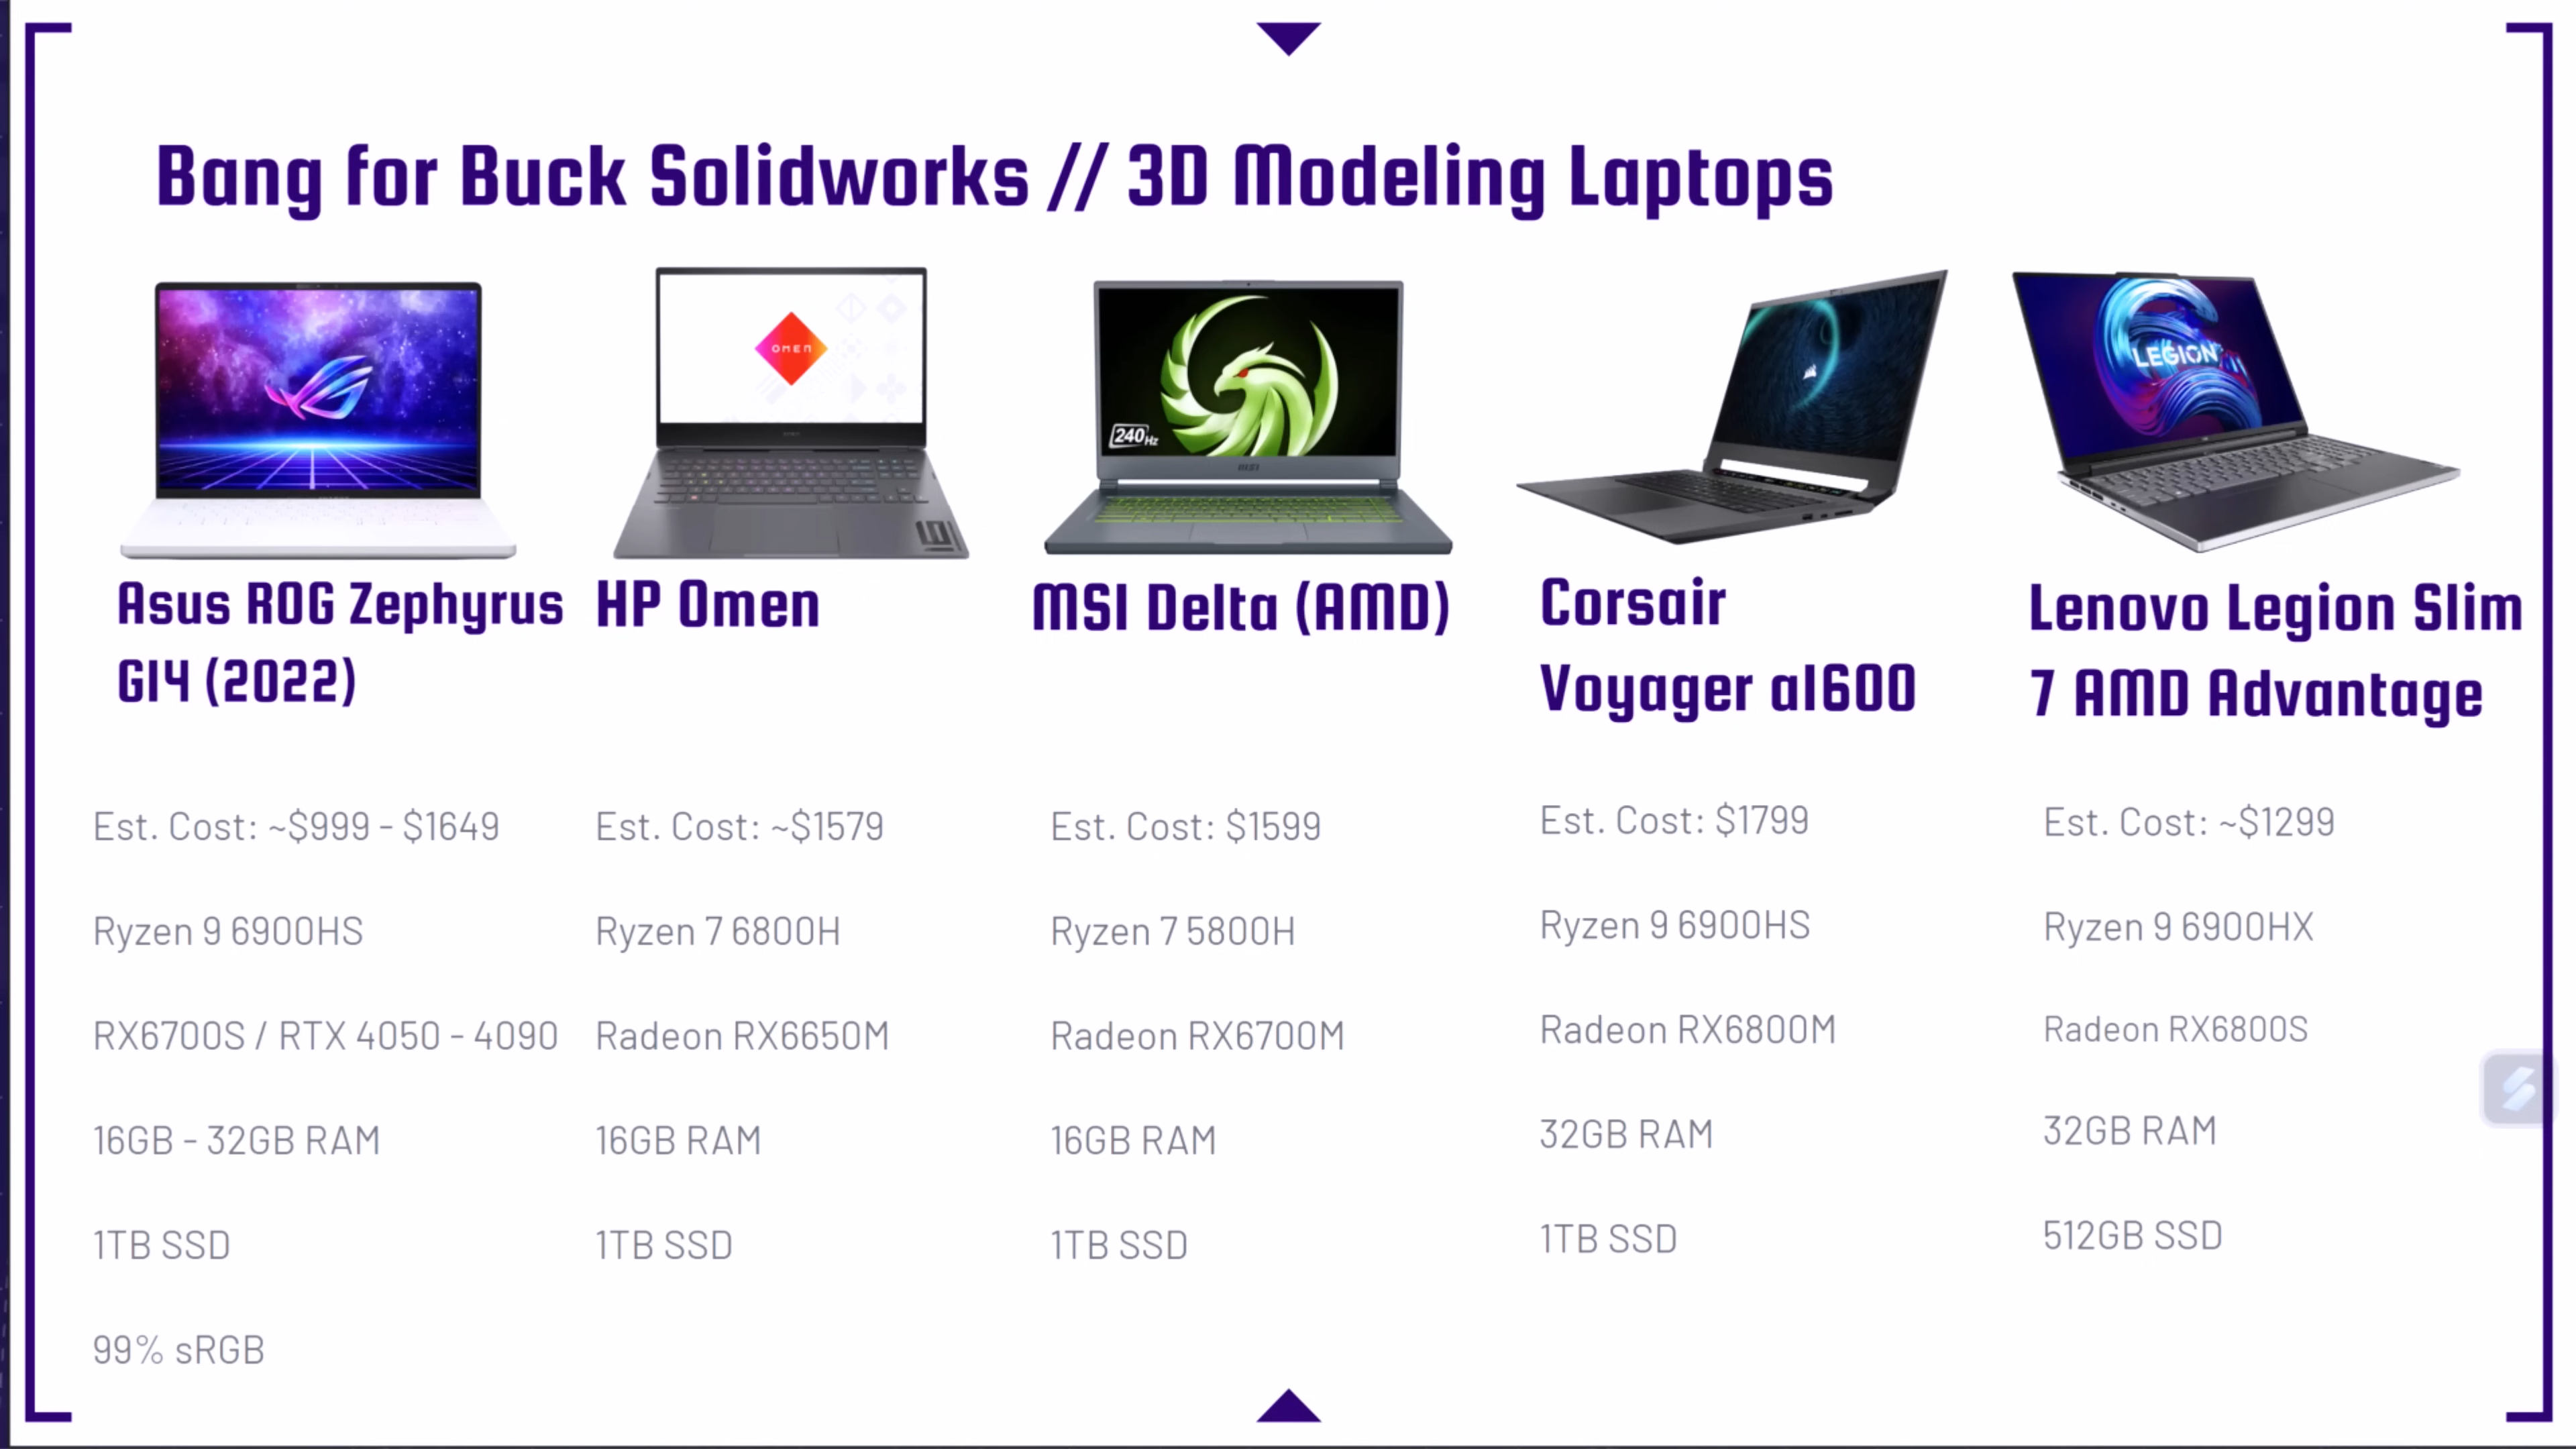 Bang for Buck Solidworks // 3D Modeling Laptops
OMEN
240Hz
msi
LEGION
Asus ROG Zephyrus
G14 (2022)
HP Omen
MSI Delta (AMD)
Corsair
Voyager a1600
Lenovo Legion Slim
7 AMD Advantage
Est. Cost: ~$999 - $1649
Ryzen 9 6900HS
RX6700S / RTX 4050 - 4090
16GB - 32GB RAM
1TB SSD
99% sRGB
Est. Cost: ~$1579
Ryzen 7 6800H
Radeon RX6650M
16GB RAM
1TB SSD
Est. Cost: $1599
Ryzen 7 5800H
Radeon RX6700M
16GB RAM
1TB SSD
Est. Cost: $1799
Ryzen 9 6900HS
Radeon RX6800M
32GB RAM
1TB SSD
Est. Cost: ~$1299
Ryzen 9 6900HX
Radeon RX6800S
32GB RAM
512GB SSD